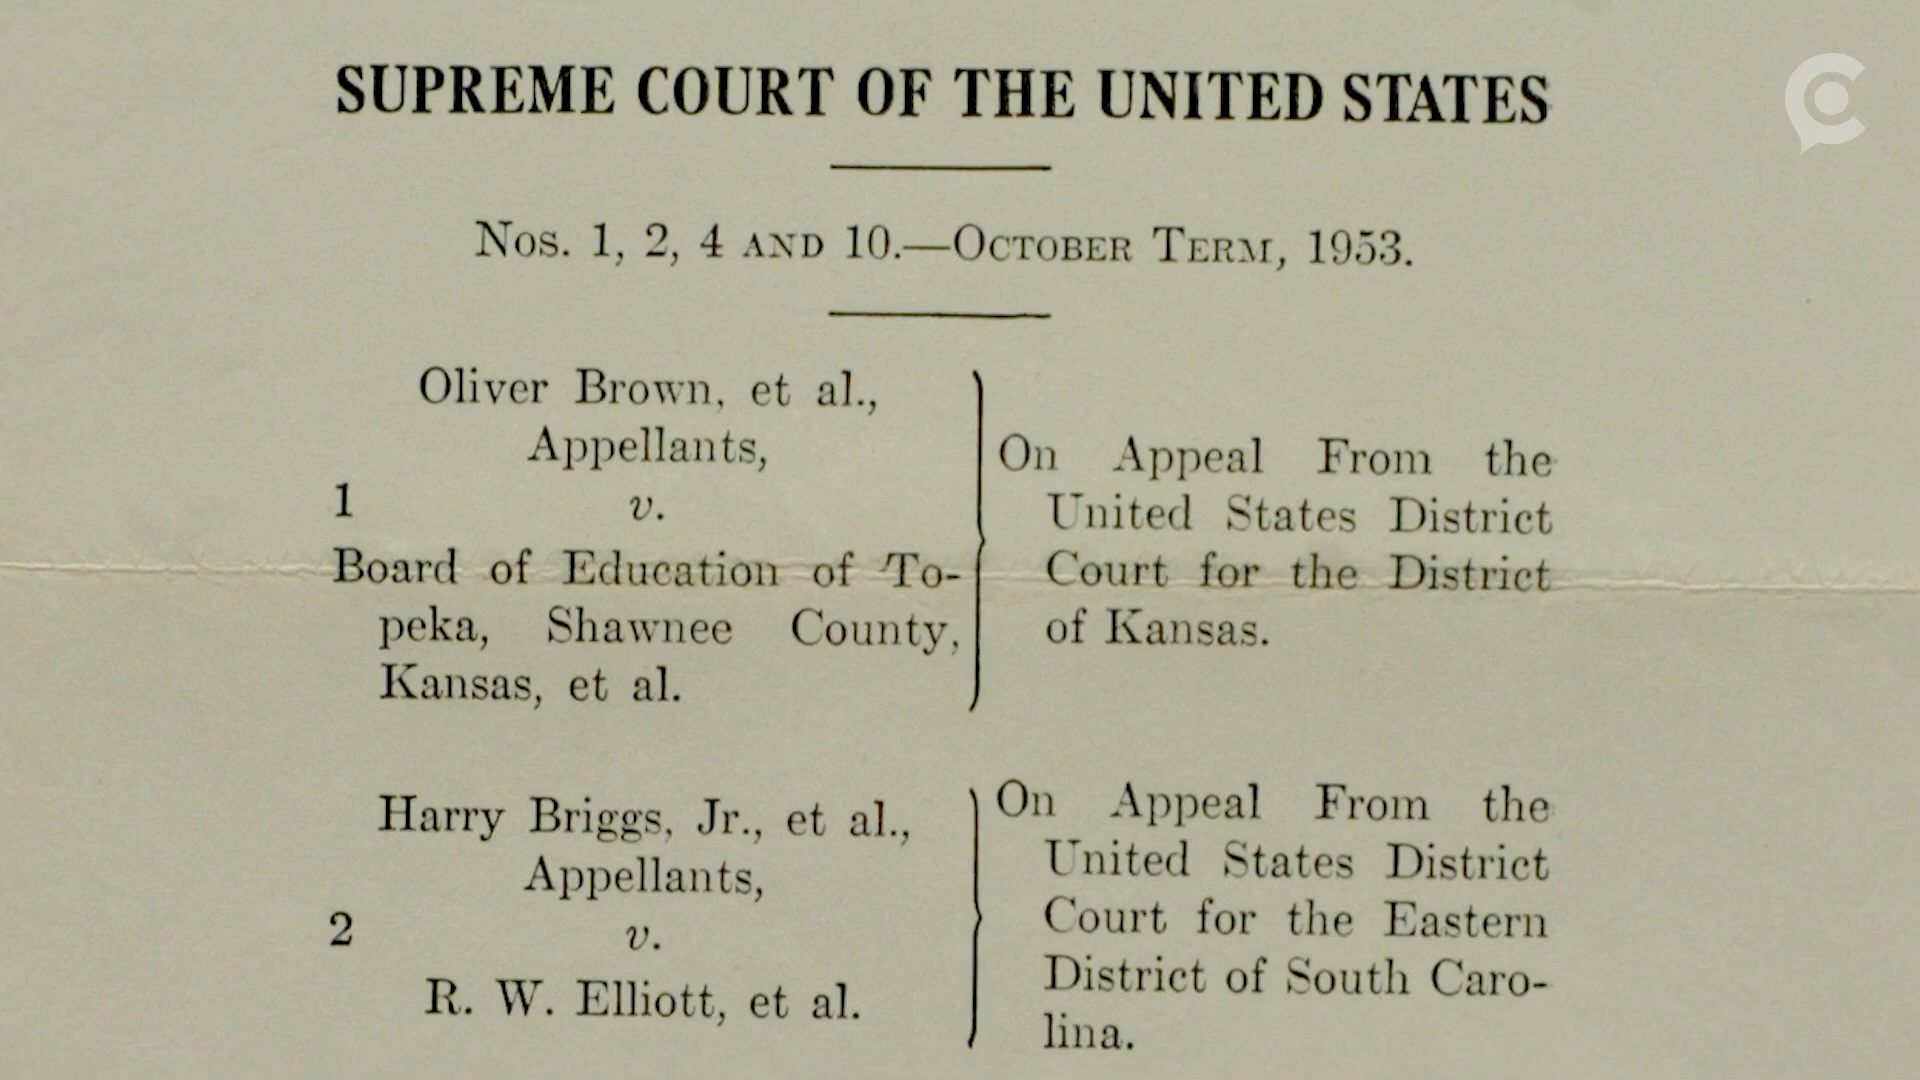 SUPREME COURT OF THE UNITED STATES
Nos. 1, 2, 4 AND 10.—OCTOBER TERM, 1953.
Oliver Brown, et al.,
Appellants,
1 v.
Board of Education of To-
peka, Shawnee County,
Kansas, et al.
On Appeal From the
United States District
Court for the District
of Kansas.
Harry Briggs, Jr., et al.,
Appellants,
2 v.
R. W. Elliott, et al.
On Appeal From the
United States District
Court for the Eastern
District of South Caro-
lina.